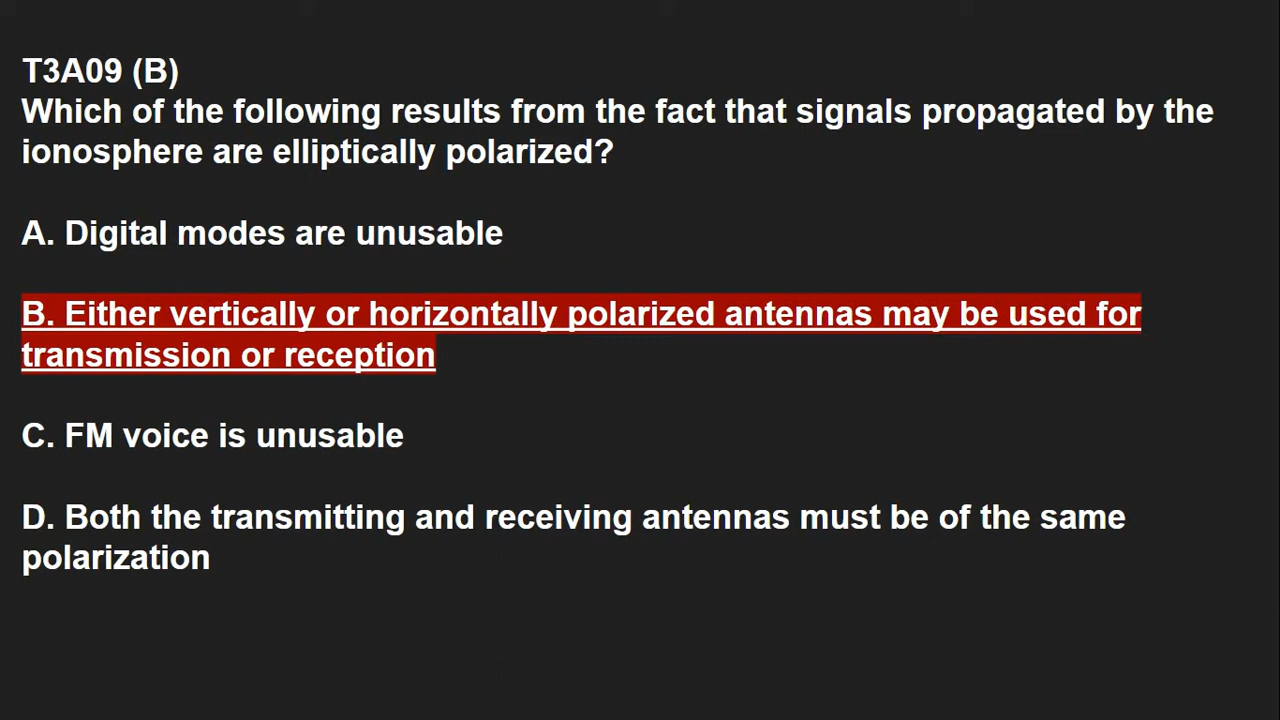 T3A09 (B)
Which of the following results from the fact that signals propagated by the
ionosphere are elliptically polarized?
A. Digital modes are unusable
B. Either vertically or horizontally polarized antennas may be used for
transmission or reception
C. FM voice is unusable
D. Both the transmitting and receiving antennas must be of the same
polarization